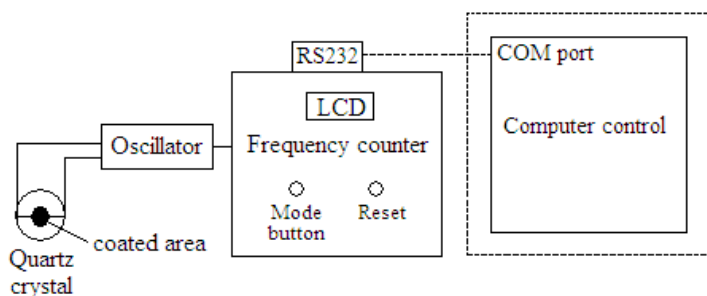 RS232
COM port
LCD
Computer control
Oscillator
Frequency counter
Mode
button
Reset
coated area
Quartz
crystal